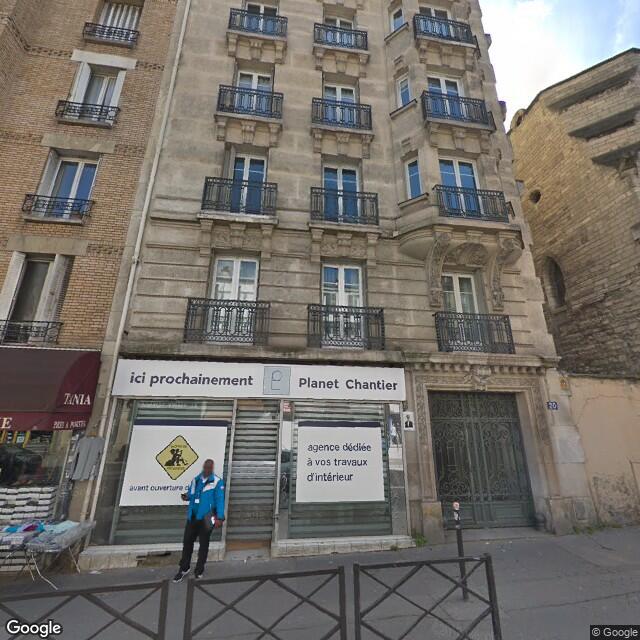 ici prochainement
Planet Chantier
avant ouverture
agence dédiée
à vos travaux
d'intérieur
TANIA
20
Google
© Google